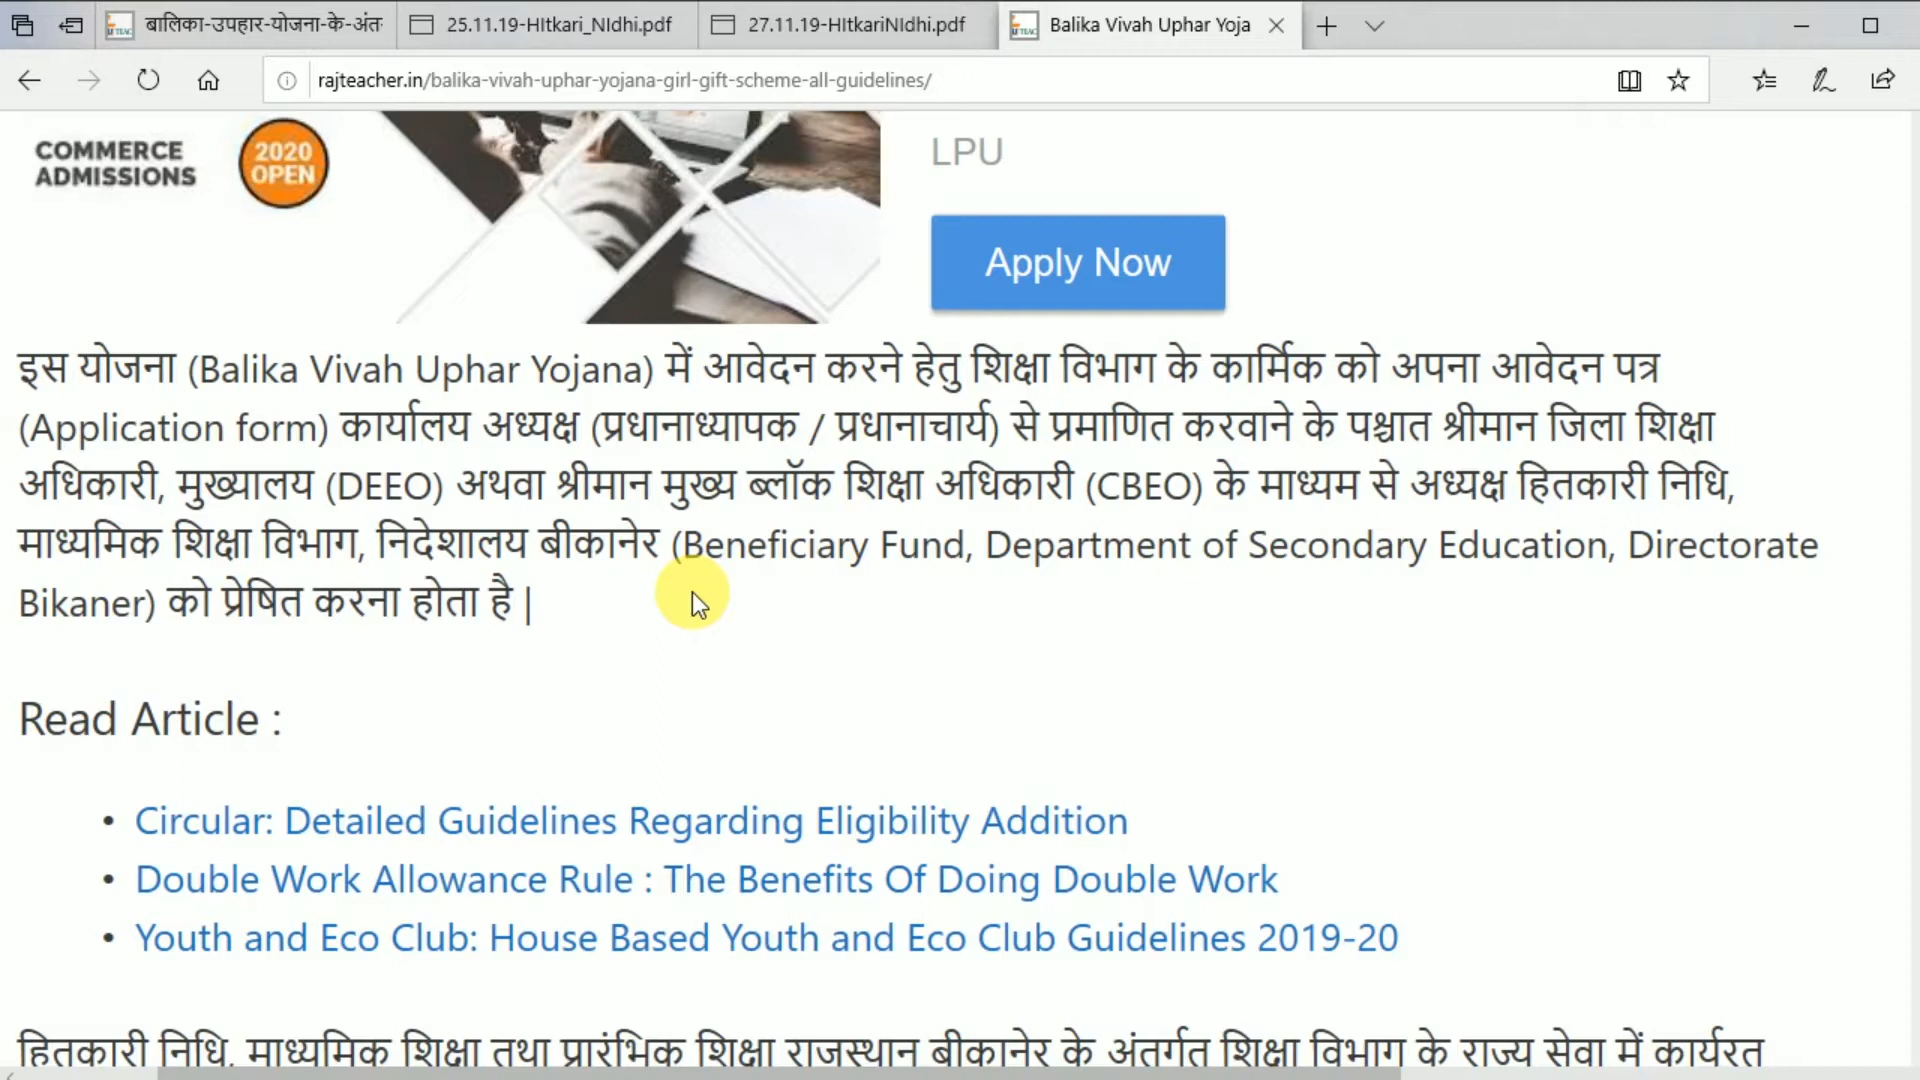 बालिका-उपहार-योजना-के-अंत
25.11.19-HItkari_NIdhi.pdf
27.11.19-HItkariNIdhi.pdf
Balika Vivah Uphar Yoja
rajteacher.in/balika-vivah-uphar-yojana-girl-gift-scheme-all-guidelines/
COMMERCE
ADMISSIONS
2020
OPEN
LPU
Apply Now
इस योजना (Balika Vivah Uphar Yojana) में आवेदन करने हेतु शिक्षा विभाग के कार्मिक को अपना आवेदन पत्र
(Application form) कार्यालय अध्यक्ष (प्रधानाध्यापक / प्रधानाचार्य) से प्रमाणित करवाने के पश्चात श्रीमान जिला शिक्षा
अधिकारी, मुख्यालय (DEEO) अथवा श्रीमान मुख्य ब्लॉक शिक्षा अधिकारी (CBEO) के माध्यम से अध्यक्ष हितकारी निधि,
माध्यमिक शिक्षा विभाग, निदेशालय बीकानेर (Beneficiary Fund, Department of Secondary Education, Directorate
Bikaner) को प्रेषित करना होता है |
Read Article :
• Circular: Detailed Guidelines Regarding Eligibility Addition
• Double Work Allowance Rule : The Benefits Of Doing Double Work
• Youth and Eco Club: House Based Youth and Eco Club Guidelines 2019-20
हितकारी निधि, माध्यमिक शिक्षा तथा प्रारंभिक शिक्षा राजस्थान बीकानेर के अंतर्गत शिक्षा विभाग के राज्य सेवा में कार्यरत